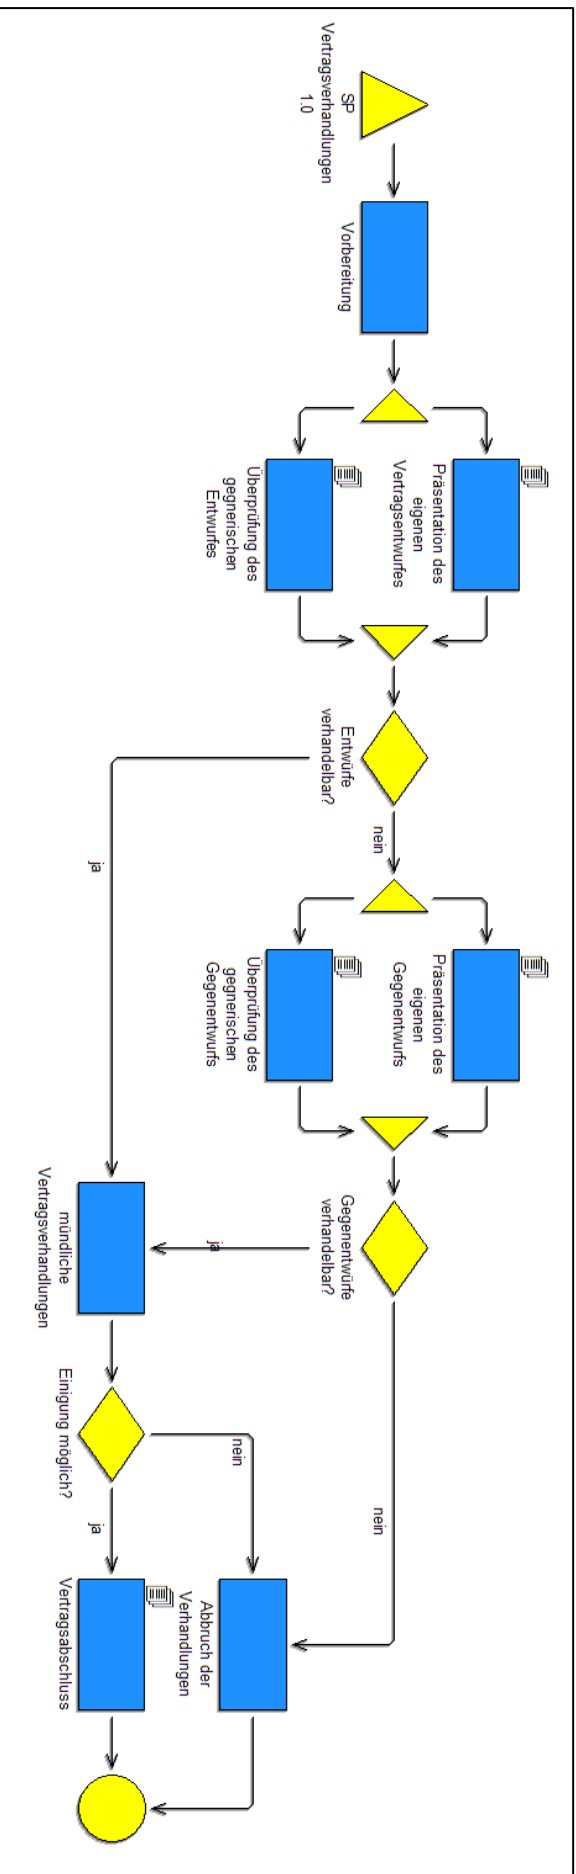 SP
Vertragsverhandlungen
1.0
Vorbereitung
Präsentation des
eigenen
Vertragsentwurfes
Überprüfung des
gegnerischen
Entwurfes
Entwürfe
verhandelbar?
nein
ja
Präsentation des
eigenen
Gegenentwurfs
Überprüfung des
gegnerischen
Gegenentwurfs
Gegenentwürfe
verhandelbar?
nein
ja
mündliche
Vertragsverhandlungen
Einigung möglich?
nein
ja
Abbruch der
Verhandlungen
Vertragsabschluss